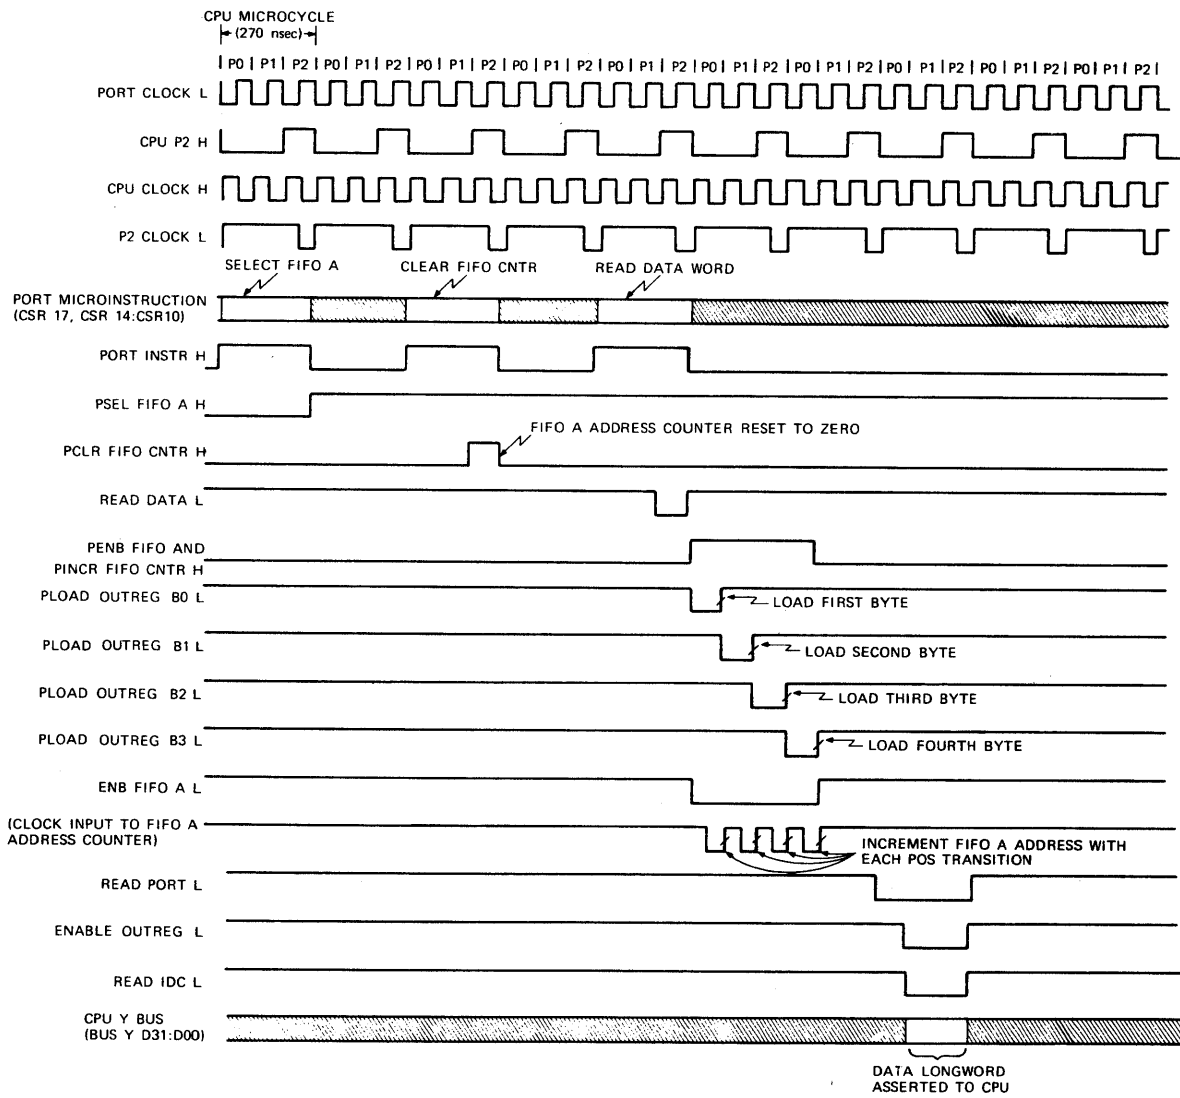 CPU MICROCYCLE
(270 nsec)
P0 P1 P2 P0 P1 P2 P0 P1 P2 P0 P1 P2 P0 P1 P2 P0 P1 P2 P0 P1 P2 P0 P1 P2 P0 P1 P2 P0 P1 P2
PORT CLOCK L
CPU P2 H
CPU CLOCK H
P2 CLOCK L
SELECT FIFO A
CLEAR FIFO CNTR
READ DATA WORD
PORT MICROINSTRUCTION
(CSR 17, CSR 14:CSR10)
PORT INSTR H
PSEL FIFO A H
FIFO A ADDRESS COUNTER RESET TO ZERO
PCLR FIFO CNTR H
READ DATA L
PENB FIFO AND
PINCR FIFO CNTR H
PLOAD OUTREG B0 L
LOAD FIRST BYTE
PLOAD OUTREG B1 L
LOAD SECOND BYTE
PLOAD OUTREG B2 L
LOAD THIRD BYTE
PLOAD OUTREG B3 L
LOAD FOURTH BYTE
ENB FIFO A L
(CLOCK INPUT TO FIFO A
ADDRESS COUNTER)
INCREMENT FIFO A ADDRESS WITH
EACH POS TRANSITION
READ PORT L
ENABLE OUTREG L
READ IDC L
CPU Y BUS
(BUS Y D31:D00)
DATA LONGWORD
ASSERTED TO CPU